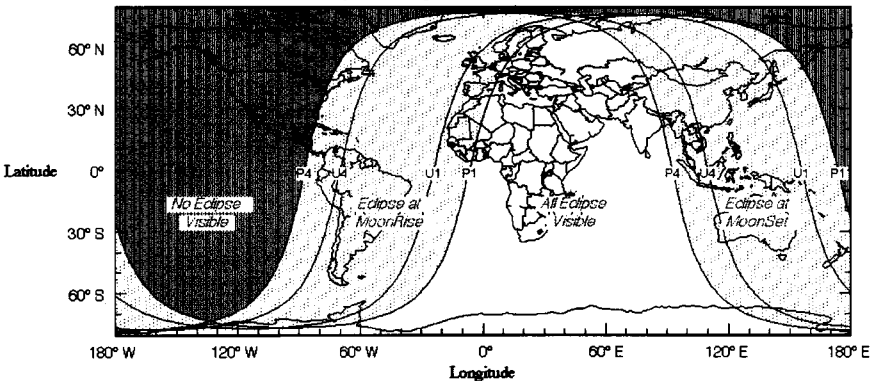 60° N
30° N
Latitude
0°
P4 U4 U1 P1 P4 U4 U1 P1
No Eclipse
Visible
Eclipse at
MoonRise
All Eclipse
Visible
Eclipse at
MoonSet
30° S
60° S
180° W 120° W 60° W 0° 60° E 120° E 180° E
Longitude